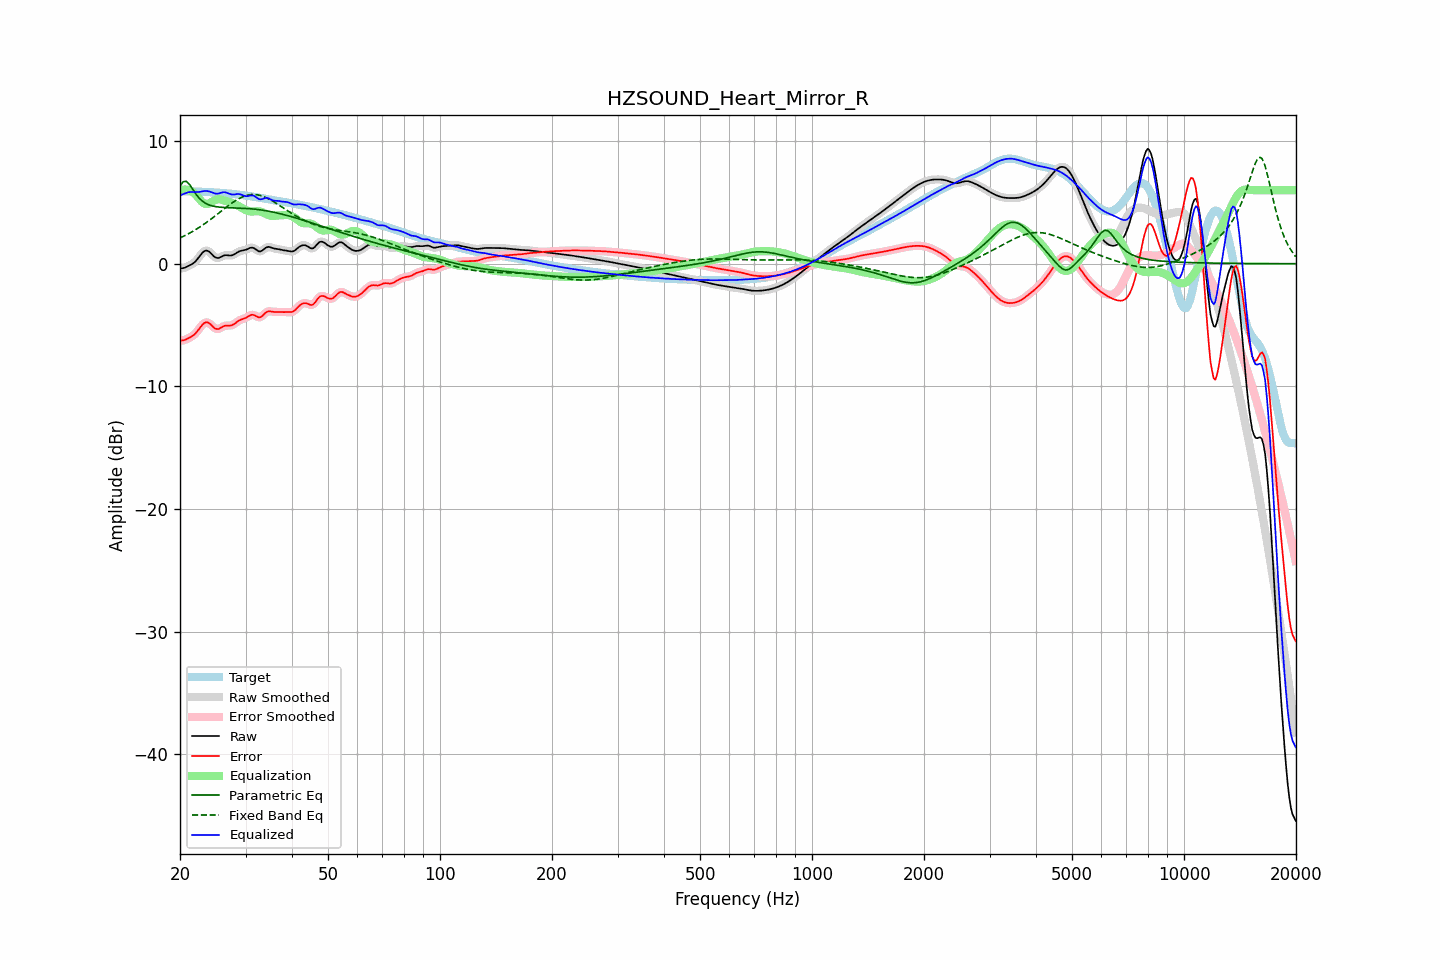 HZSOUND_Heart_Mirror_R
10
0
−10
−20
−30
−40
Amplitude (dBr)
Target
Raw Smoothed
Error Smoothed
Raw
Error
Equalization
Parametric Eq
Fixed Band Eq
Equalized
20 50 100 200 500 1000 2000 5000 10000 20000
Frequency (Hz)